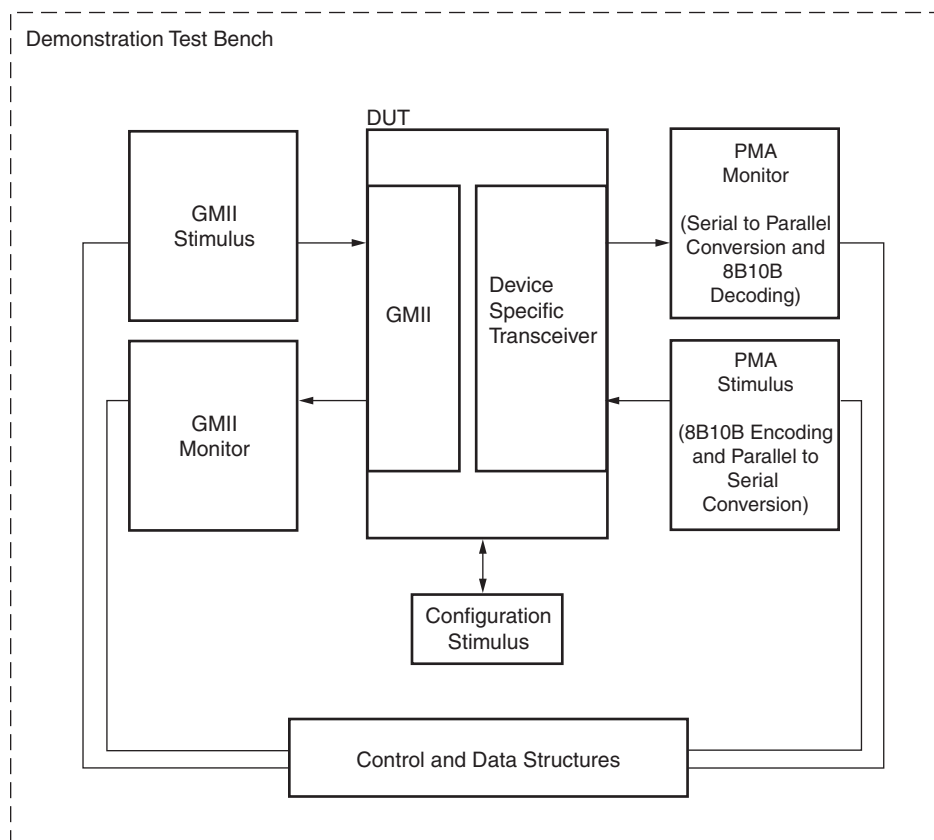 Demonstration Test Bench
DUT
GMII
Stimulus
GMII
Monitor
GMII
Device
Specific
Transceiver
PMA
Monitor
(Serial to Parallel
Conversion and
8B10B
Decoding)
PMA
Stimulus
(8B10B Encoding
and Parallel to
Serial
Conversion)
Configuration
Stimulus
Control and Data Structures